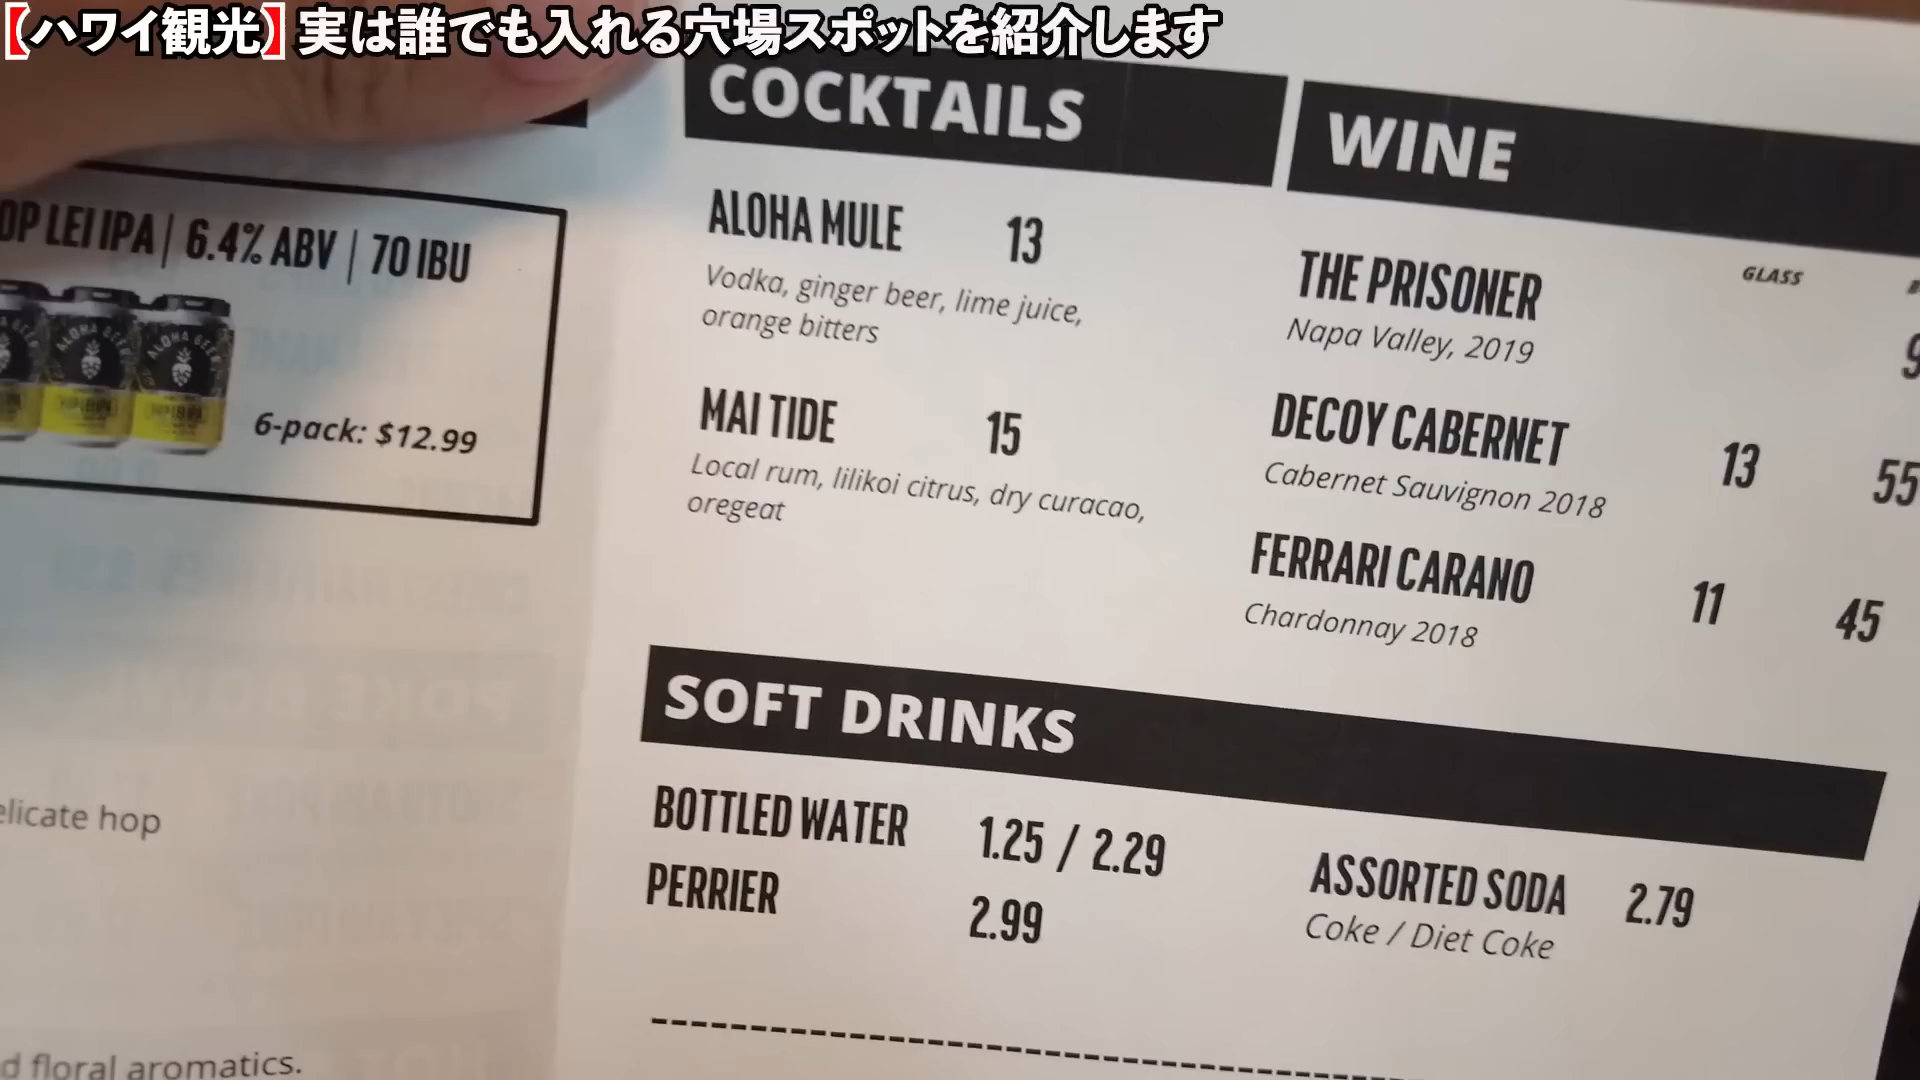 【ハワイ観光】実は誰でも入れる穴場スポットを紹介します
LEI IPA | 6.4% ABV | 70 IBU
ALOHA BEER
ALOHA BEER
6-pack: $12.99
hop
floral aromatics.
COCKTAILS
ALOHA MULE 13
Vodka, ginger beer, lime juice,
orange bitters
MAI TIDE 15
Local rum, lilikoi citrus, dry curacao,
oregeat
WINE
GLASS
THE PRISONER
Napa Valley, 2019
DECOY CABERNET 13 55
Cabernet Sauvignon 2018
FERRARI CARANO 11 45
Chardonnay 2018
SOFT DRINKS
BOTTLED WATER 1.25 / 2.29
PERRIER 2.99
ASSORTED SODA 2.79
Coke / Diet Coke